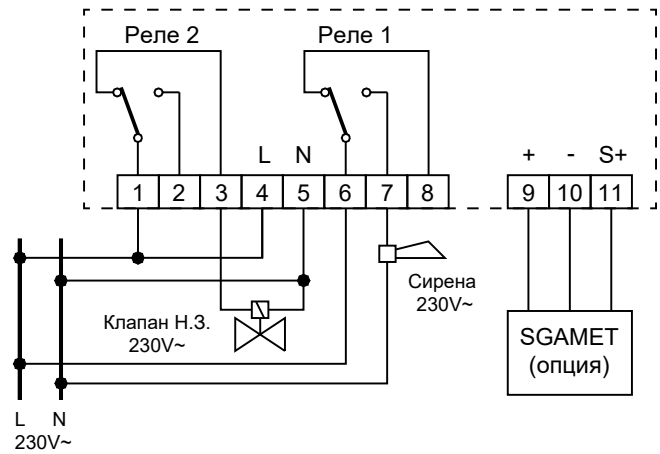 Реле 2
Реле 1
L N
+ - S+
1 2 3 4 5 6 7 8
9 10 11
Сирена
230V~
Клапан Н.З.
230V~
SGAMET
(опция)
L N
230V~